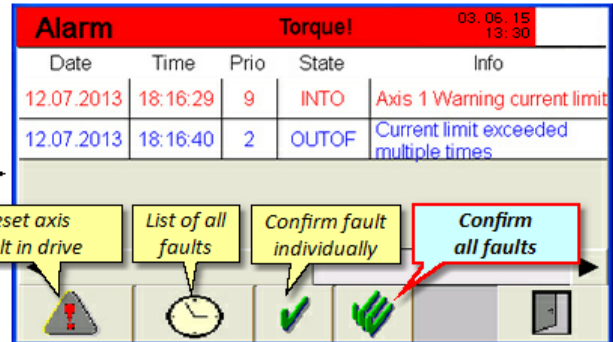 Alarm Torque! 03.06.15
13:30
Date Time Prio State Info
12.07.2013 18:16:29 9 INTO Axis 1 Warning current limit
12.07.2013 18:16:40 2 OUTOF Current limit exceeded
multiple times
eset axis
lt in drive
List of all
faults
Confirm fault
individually
Confirm
all faults